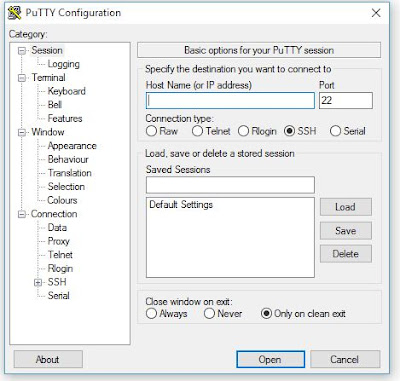 PuTTY Configuration
Category:
Session
Logging
Terminal
Keyboard
Bell
Features
Window
Appearance
Behaviour
Translation
Selection
Colours
Connection
Data
Proxy
Telnet
Rlogin
SSH
Serial
Basic options for your PuTTY session
Specify the destination you want to connect to
Host Name (or IP address) Port
22
Connection type:
Raw Telnet Rlogin SSH Serial
Load, save or delete a stored session
Saved Sessions
Default Settings
Load
Save
Delete
Close window on exit:
Always Never Only on clean exit
About Open Cancel